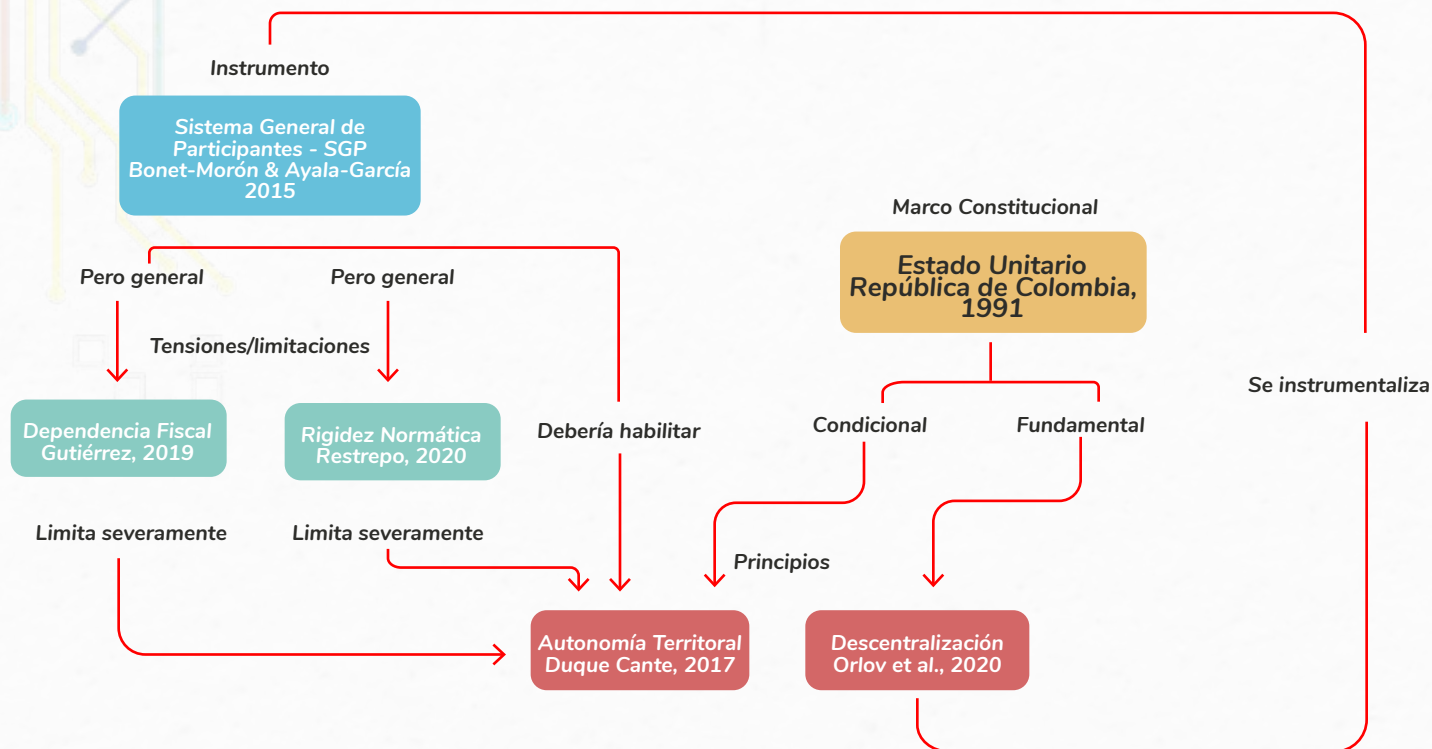 Instrumento
Sistema General de
Participantes - SGP
Bonet-Morón & Ayala-García
2015
Marco Constitucional
Estado Unitario
República de Colombia,
1991
Pero general
Pero general
Tensiones/limitaciones
Se instrumentaliza
Dependencia Fiscal
Gutiérrez, 2019
Rigidez Normática
Restrepo, 2020
Debería habilitar
Condicional
Fundamental
Limita severamente
Limita severamente
Principios
Autonomía Territoral
Duque Cante, 2017
Descentralización
Orlov et al., 2020